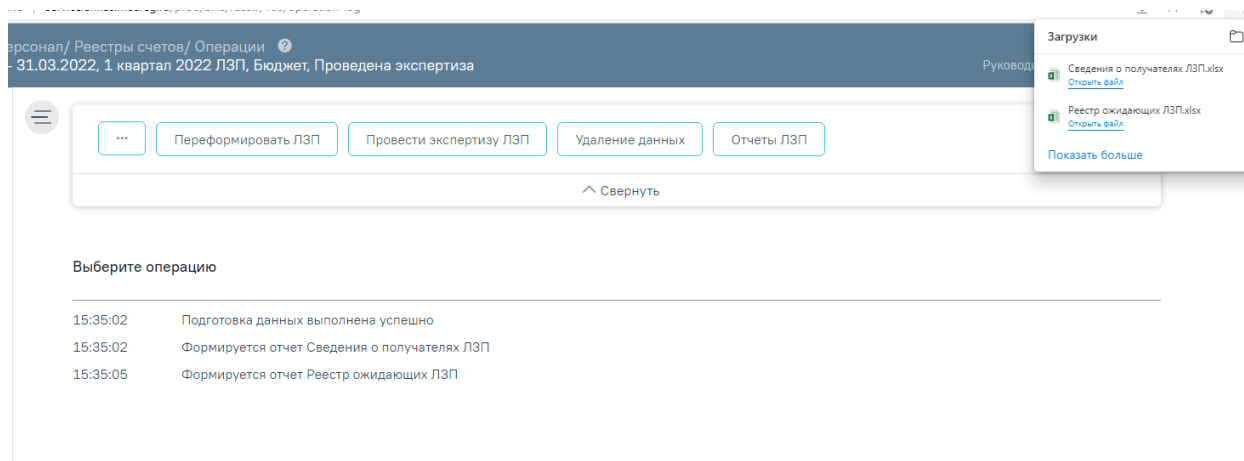 Загрузки
ерсонал/ Реестры счетов/ Операции ?
- 31.03.2022, 1 квартал 2022 ЛЗП, Бюджет, Проведена экспертиза
Руковод
Сведения о получателях ЛЗП.xlsx
Открыть файл
Реестр ожидающих ЛЗП.xlsx
Открыть файл
Показать больше
... Переформировать ЛЗП Провести экспертизу ЛЗП Удаление данных Отчеты ЛЗП
Свернуть
Выберите операцию
15:35:02 Подготовка данных выполнена успешно
15:35:02 Формируется отчет Сведения о получателях ЛЗП
15:35:05 Формируется отчет Реестр ожидающих ЛЗП